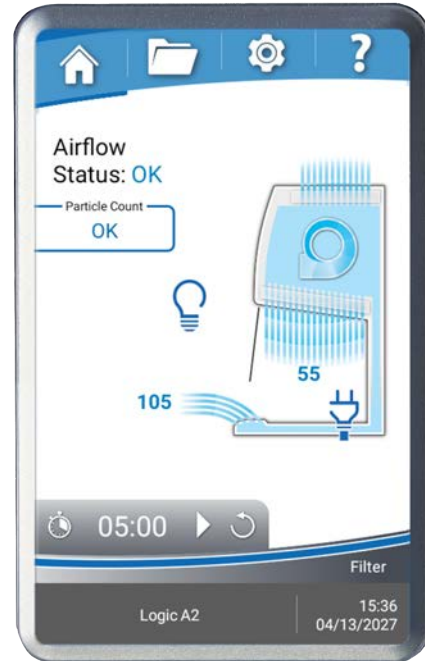 ?
Airflow
Status: OK
Particle Count
OK
55
105
05:00
Filter
Logic A2
15:36
04/13/2027